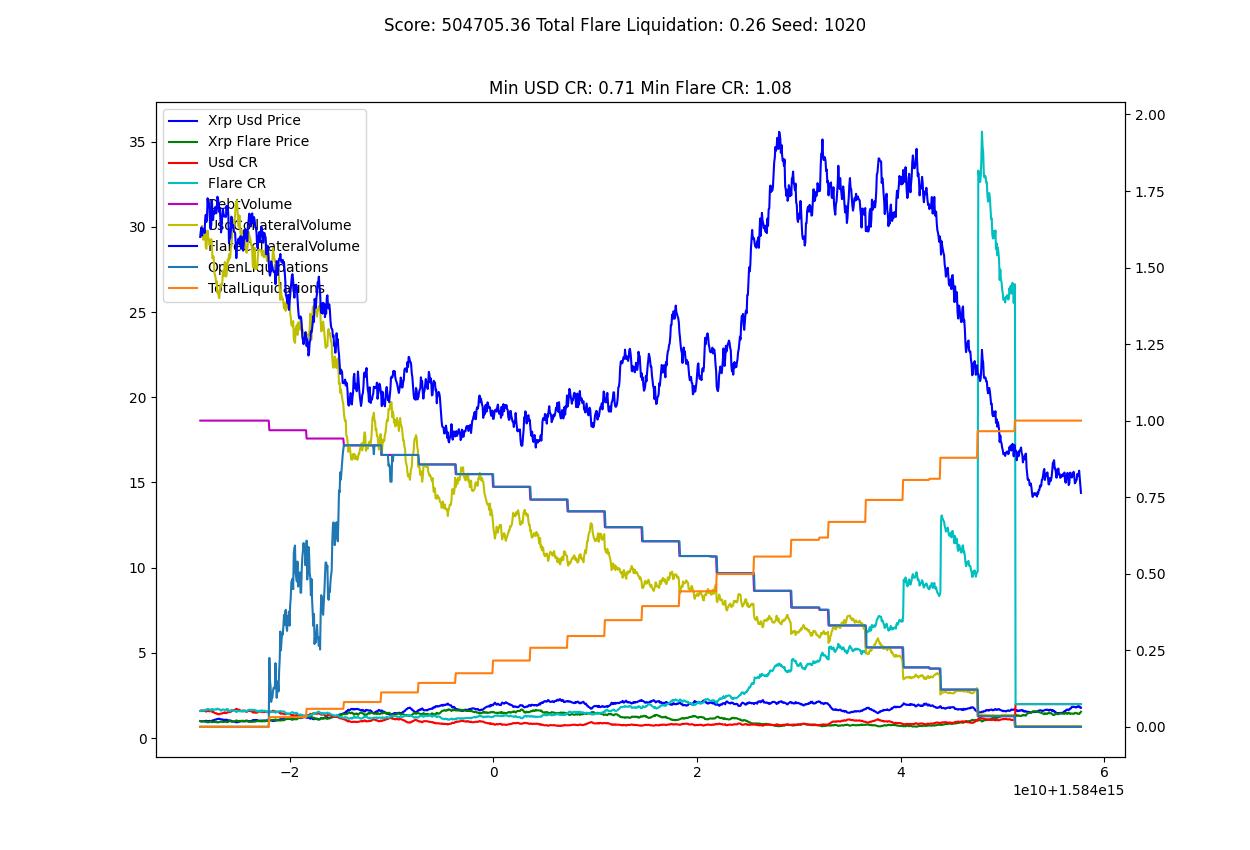 Score: 504705.36 Total Flare Liquidation: 0.26 Seed: 1020
Min USD CR: 0.71 Min Flare CR: 1.08
Xrp Usd Price
Xrp Flare Price
Usd CR
Flare CR
DebtVolume
UsdCollateralVolume
FlareCollateralVolume
OpenLiquidations
TotalLiquidations
35
30
25
20
15
10
5
0
2.00
1.75
1.50
1.25
1.00
0.75
0.50
0.25
0.00
−2 0 2 4 6
1e10+1.584e15